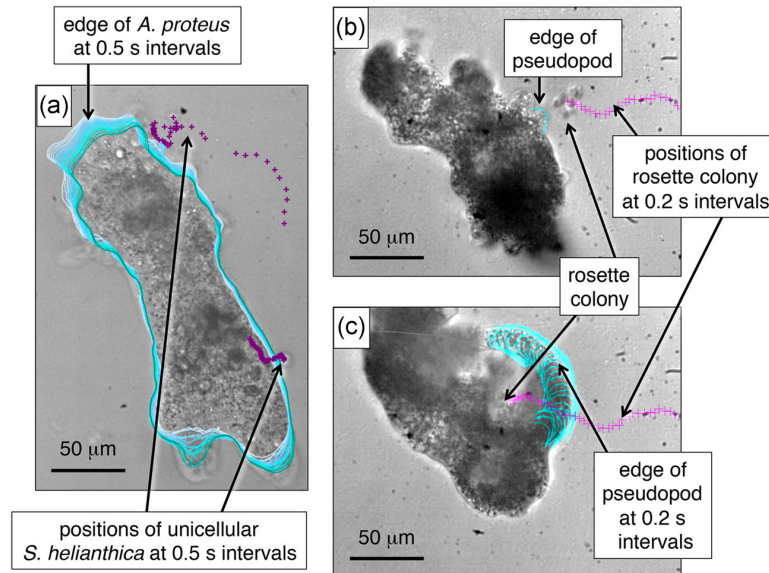 edge of A. proteus
at 0.5 s intervals
(a)
50 μm
positions of unicellular
S. helianthica at 0.5 s intervals
(b)
edge of
pseudopod
50 μm
positions of
rosette colony
at 0.2 s intervals
rosette
colony
(c)
50 μm
edge of
pseudopod
at 0.2 s
intervals